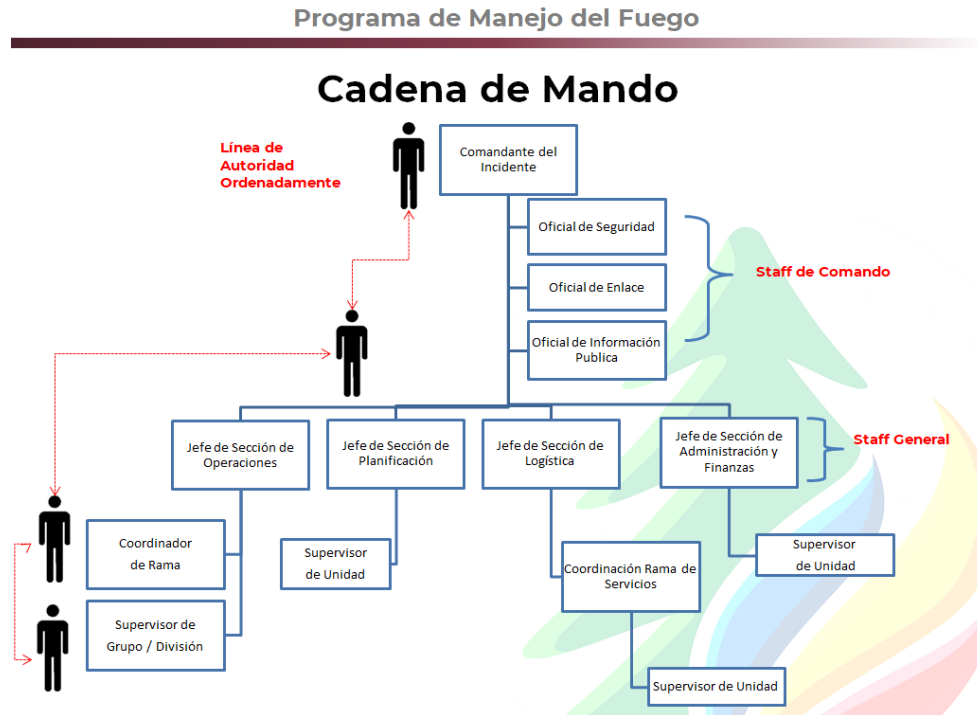 Programa de Manejo del Fuego
Cadena de Mando
Línea de
Autoridad
Ordenadamente
Comandante del
Incidente
Oficial de Seguridad
Staff de Comando
Oficial de Enlace
Oficial de Información
Publica
Jefe de Sección de
Operaciones
Jefe de Sección de
Planificación
Jefe de Sección de
Logística
Jefe de Sección de
Administración y
Finanzas
Staff General
Coordinador
de Rama
Supervisor
de Unidad
Coordinación Rama de
Servicios
Supervisor
de Unidad
Supervisor de
Grupo / División
Supervisor de Unidad